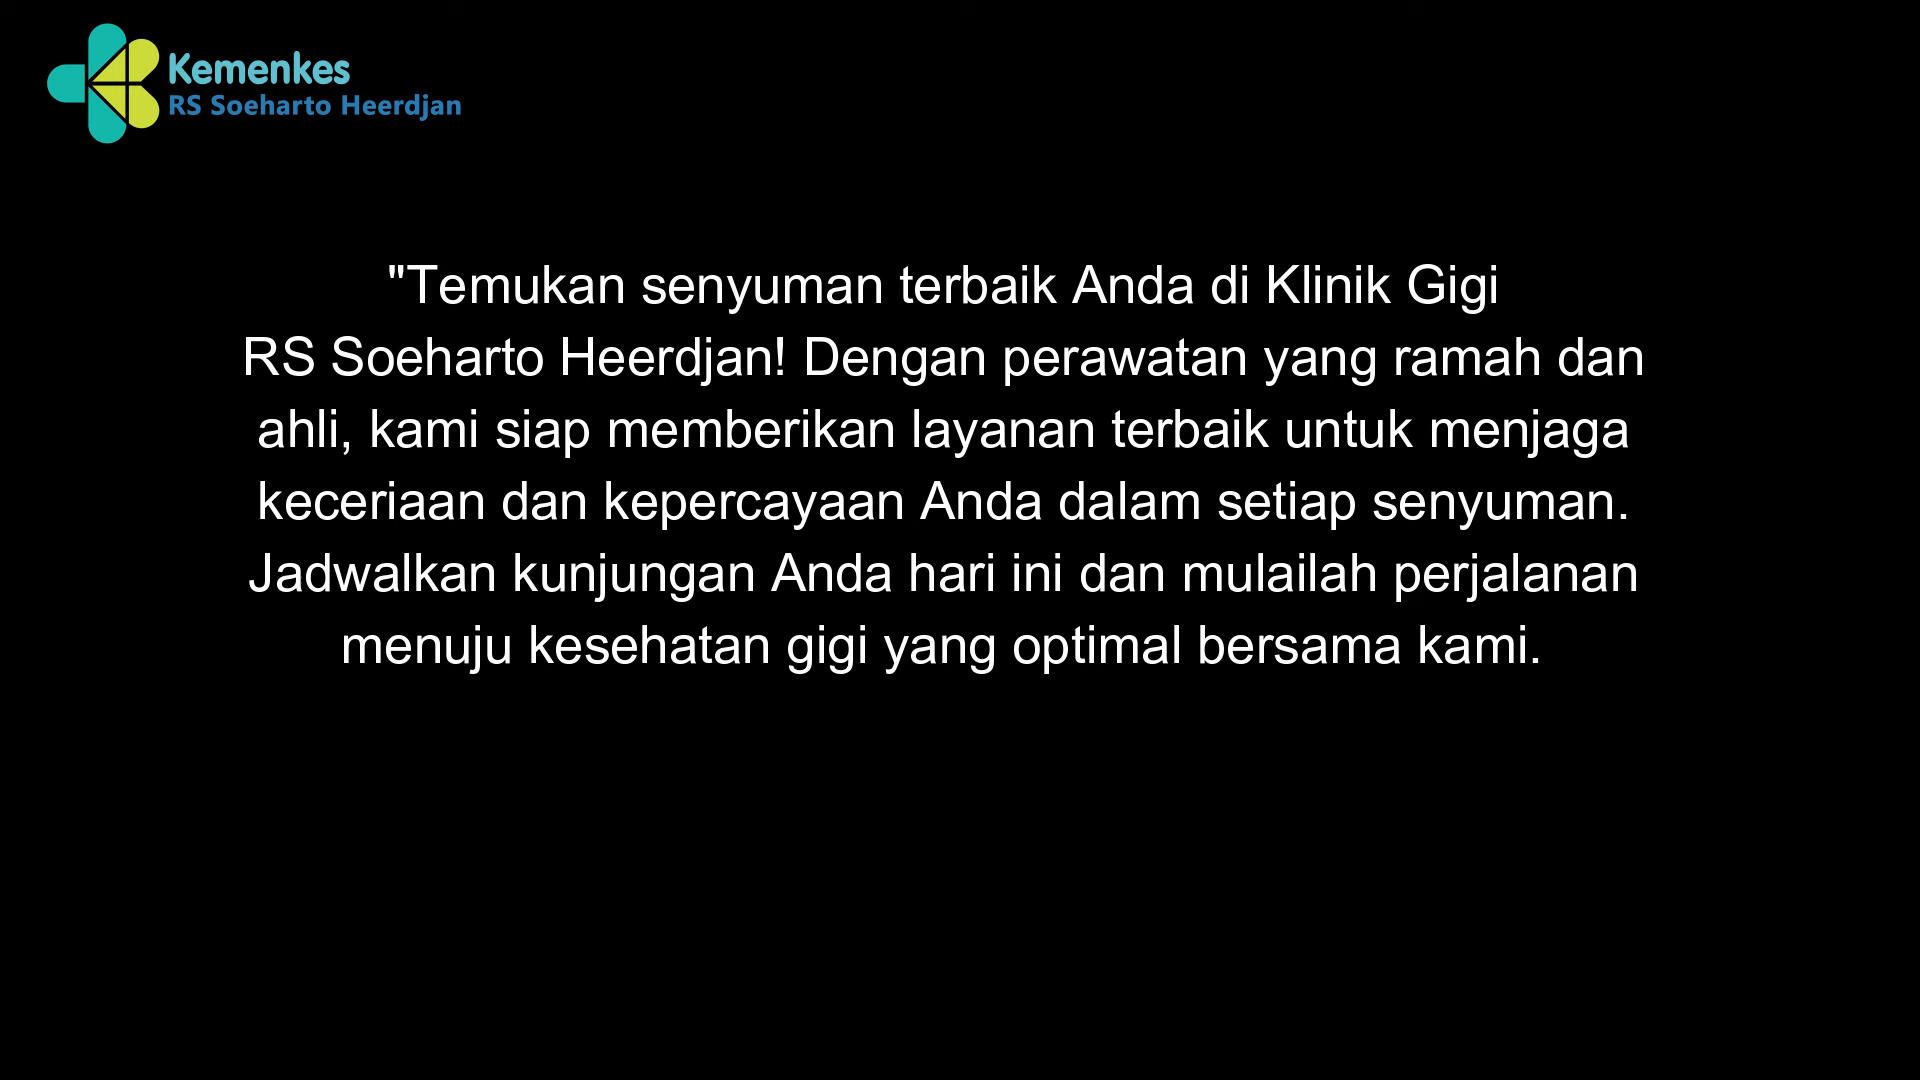 Kemenkes
RS Soeharto Heerdjan
"Temukan senyuman terbaik Anda di Klinik Gigi
RS Soeharto Heerdjan! Dengan perawatan yang ramah dan
ahli, kami siap memberikan layanan terbaik untuk menjaga
keceriaan dan kepercayaan Anda dalam setiap senyuman.
Jadwalkan kunjungan Anda hari ini dan mulailah perjalanan
menuju kesehatan gigi yang optimal bersama kami.